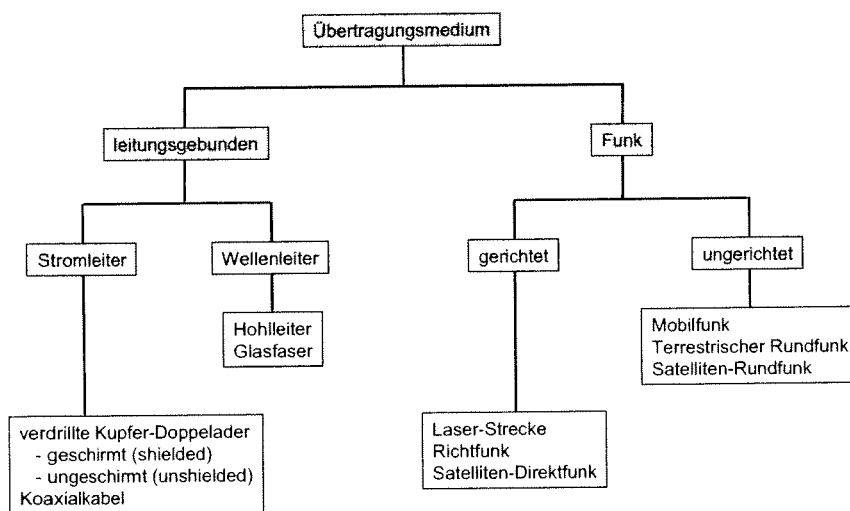 Übertragungsmedium
leitungsgebunden
Funk
Stromleiter
Wellenleiter
gerichtet
ungerichtet
Hohlleiter
Glasfaser
Mobilfunk
Terrestrischer Rundfunk
Satelliten-Rundfunk
verdrillte Kupfer-Doppelader
- geschirmt (shielded)
- ungeschirmt (unshielded)
Koaxialkabel
Laser-Strecke
Richtfunk
Satelliten-Direktfunk